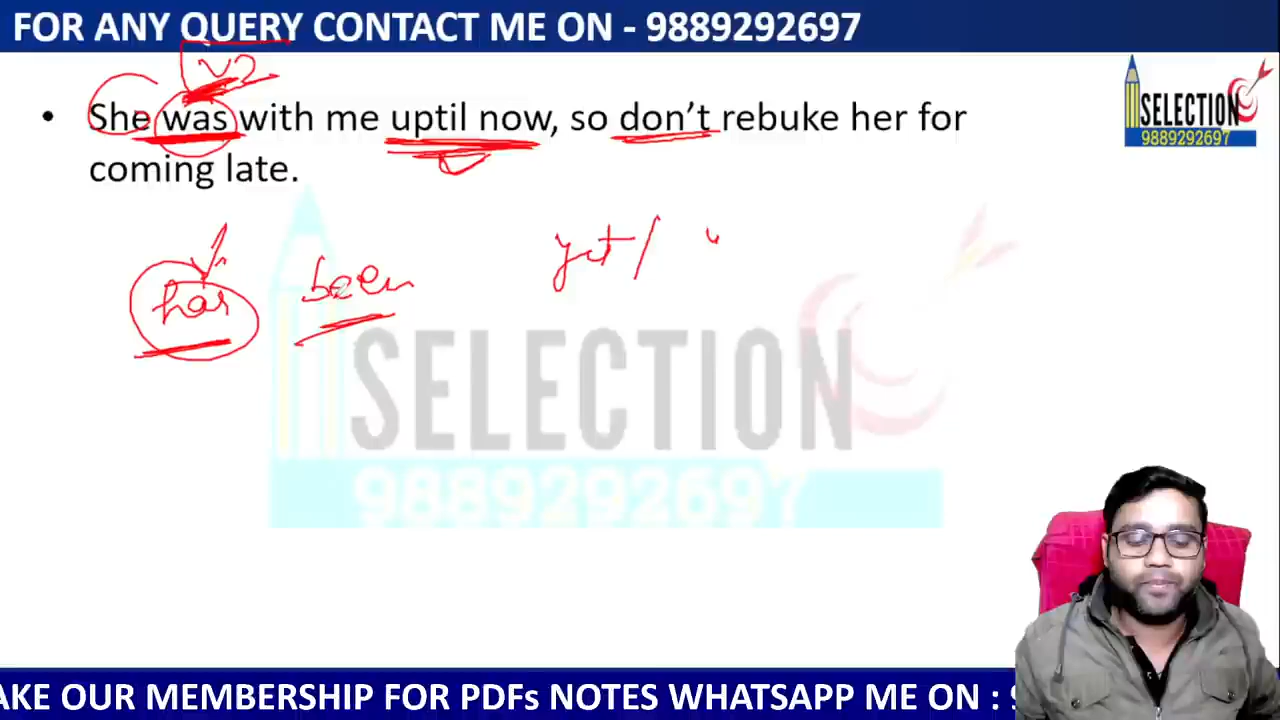 FOR ANY QUERY CONTACT ME ON - 9889292697
V2
• She was with me uptil now, so don't rebuke her for
coming late.
SELECTION
9889292697
has been yet/
SELECTION
9889292697
AKE OUR MEMBERSHIP FOR PDFs NOTES WHATSAPP ME ON :